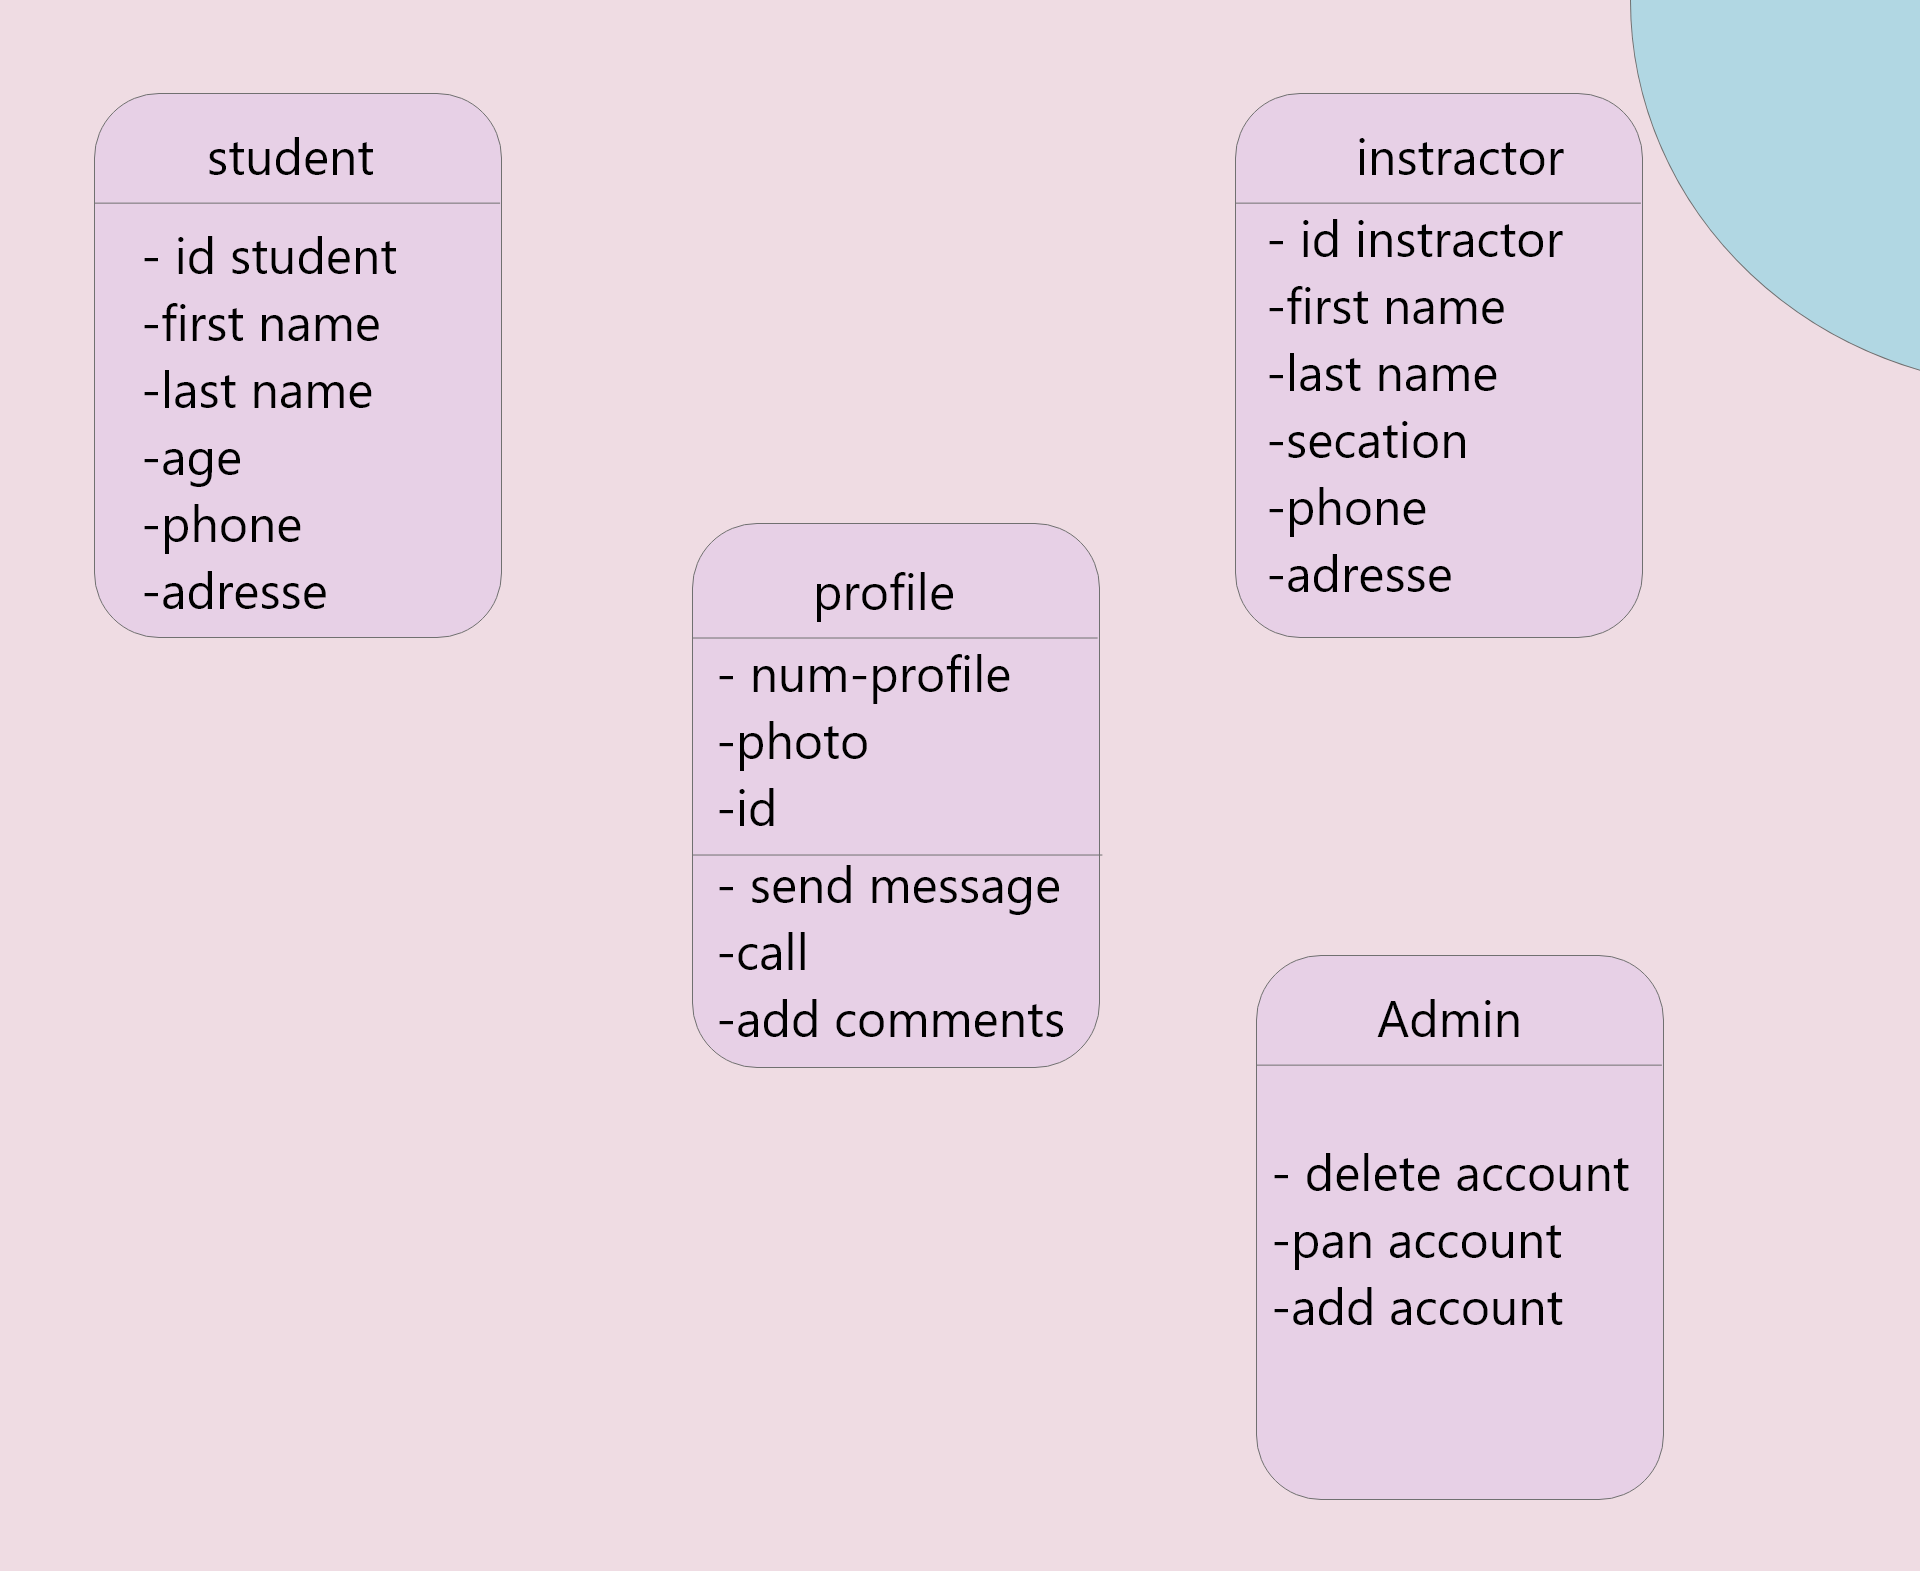 student
- id student
-first name
-last name
-age
-phone
-adresse
instractor
- id instractor
-first name
-last name
-secation
-phone
-adresse
profile
- num-profile
-photo
-id
- send message
-call
-add comments
Admin
- delete account
-pan account
-add account